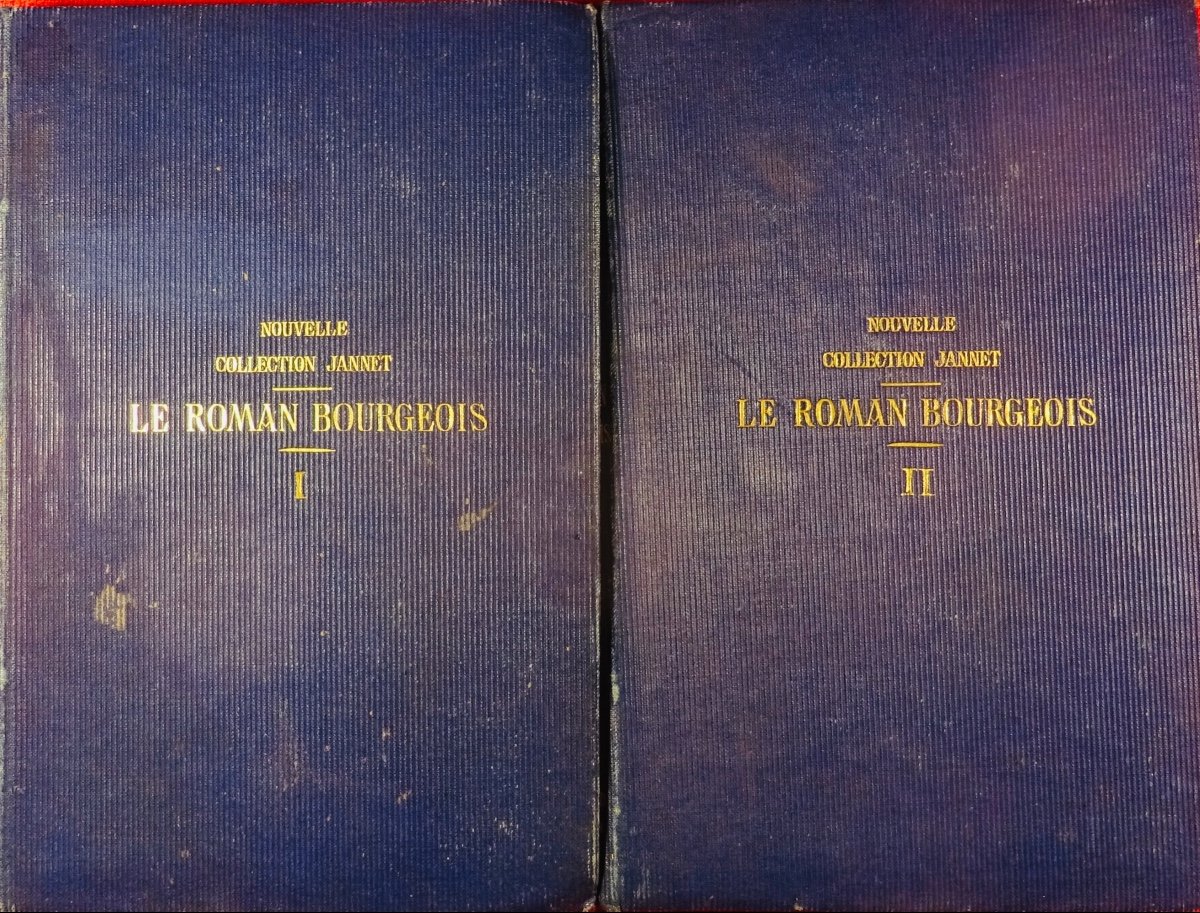 NOUVELLE
COLLECTION JANNET
LE ROMAN BOURGEOIS
I
NOUVELLE
COLLECTION JANNET
LE ROMAN BOURGEOIS
II